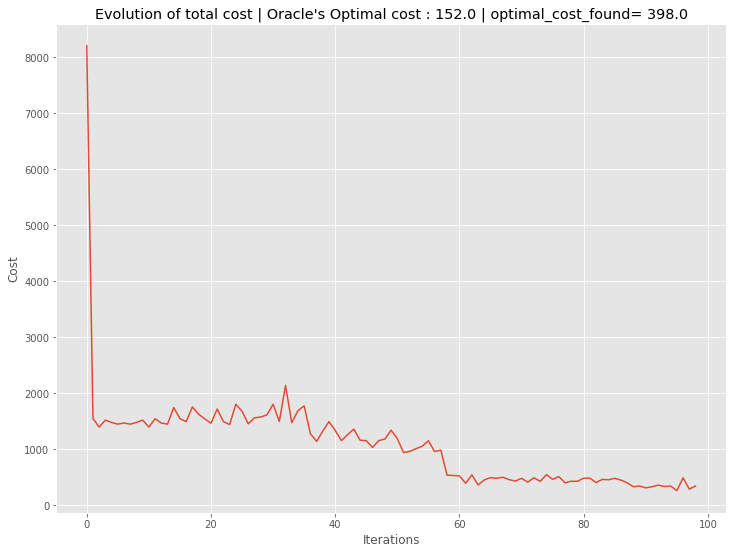 Evolution of total cost | Oracle's Optimal cost : 152.0 | optimal_cost_found= 398.0
8000
7000
6000
5000
4000
3000
2000
1000
0
Cost
0 20 40 60 80 100
Iterations